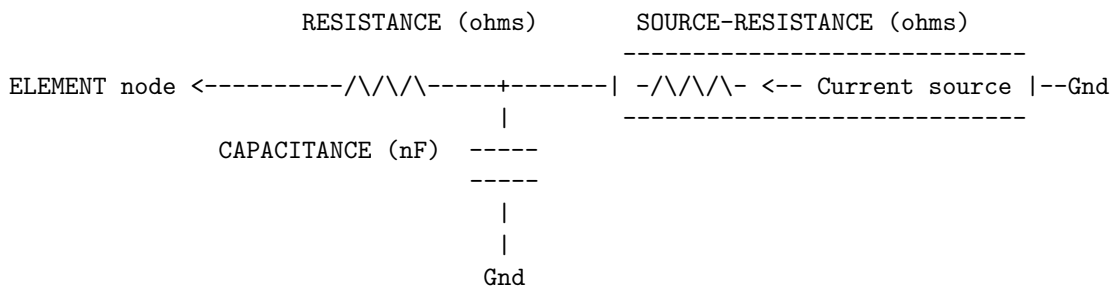 RESISTANCE (ohms) SOURCE-RESISTANCE (ohms)
-----------------------------
ELEMENT node <----------/\/\/\-----+-------| -/\/\/\- <-- Current source |--Gnd
| -----------------------------
CAPACITANCE (nF) -----
-----
|
|
Gnd